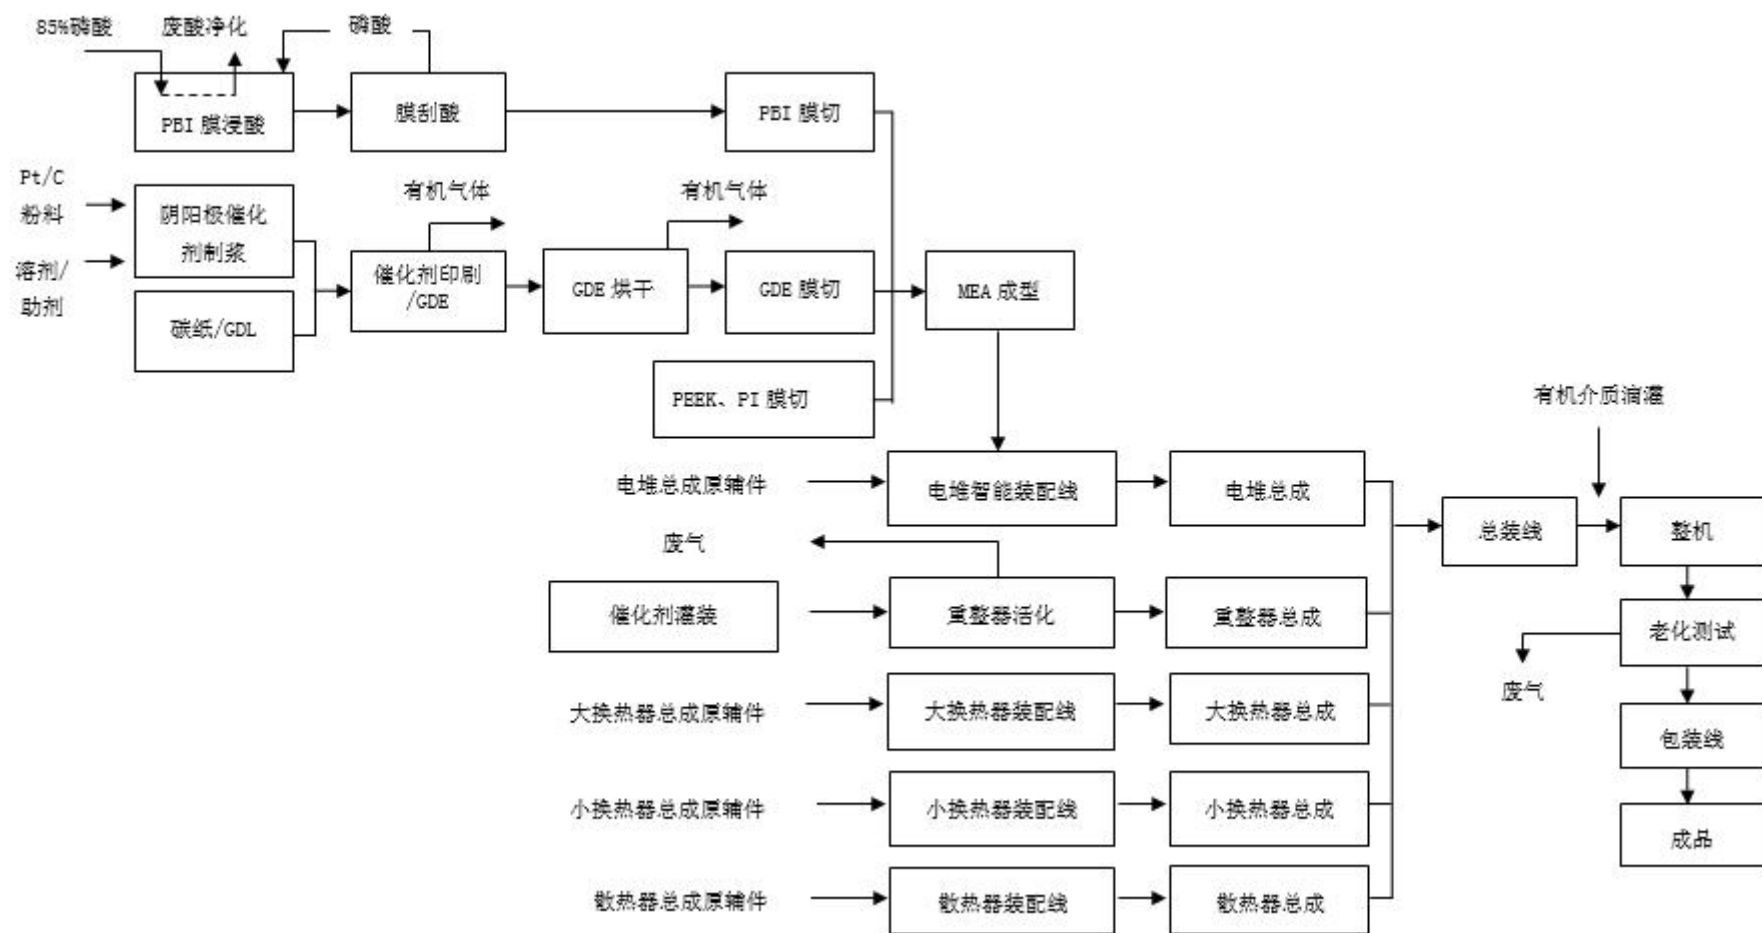 85%磷酸
废酸净化
磷酸
PBI 膜浸酸
膜刮酸
PBI 膜切
Pt/C
粉料
溶剂/
助剂
阴阳极催化
剂制浆
碳纸/GDL
有机气体
催化剂印刷
/GDE
有机气体
GDE 烘干
GDE 膜切
MEA 成型
PEEK、PI 膜切
电堆总成原辅件
电堆智能装配线
电堆总成
废气
催化剂灌装
重整器活化
重整器总成
大换热器总成原辅件
大换热器装配线
大换热器总成
小换热器总成原辅件
小换热器装配线
小换热器总成
散热器总成原辅件
散热器装配线
散热器总成
总装线
有机介质滴灌
整机
老化测试
废气
包装线
成品